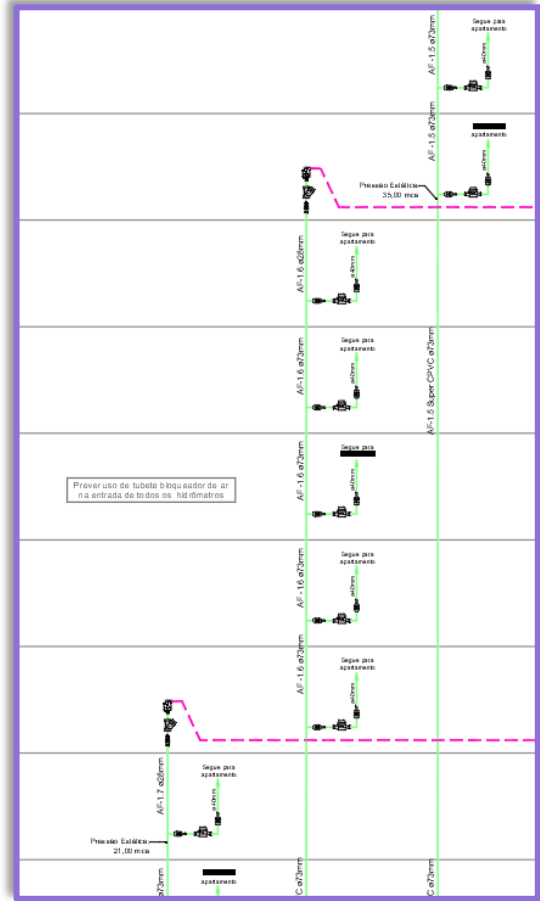 Segue para
apartamento
ø40mm
AF -1.5 ø73mm
AF -1.5 ø73mm
apartamento
ø40mm
Pressão Estática
35,00 mca
Segue para
apartamento
ø40mm
AF-1.6 ø28mm
Segue para
apartamento
ø40mm
AF-1.6 ø73mm
AF-1.5 Super CPVC ø73mm
Segue para
ø40mm
AF -1.6 ø73mm
Prever uso de tubete bloqueador de ar
na entrada de todos os hidrômetros
Segue para
apartamento
ø40mm
AF -1.6 ø73mm
Segue para
apartamento
ø40mm
AF -1.6 ø73mm
Segue para
apartamento
ø40mm
AF-1.7 ø28mm
Pressão Estática
21,00 mca
apartamento
ø73mm
C ø73mm
C ø73mm